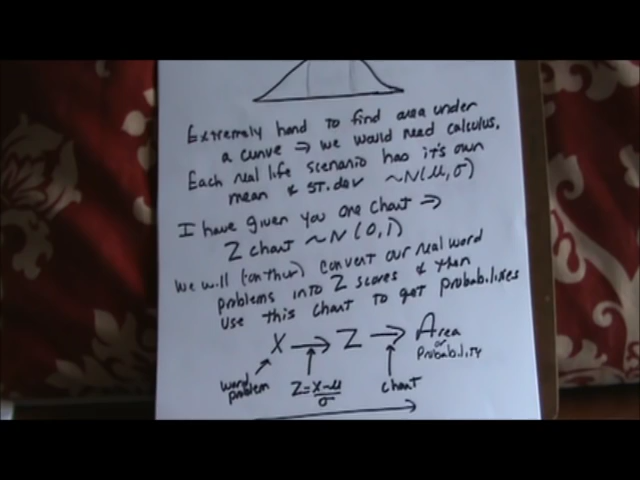 Extremely hard to find area under
a curve ⇒ we would need calculus.
Each real life scenario has it's own
mean & st. dev ~N(μ, σ)
I have given you one chart ⇒
Z chart ~N(0,1)
We will (on thur) convert our real word
problems into Z scores & then
use this chart to get probabilities
X → Z → Area
or
Probability
word
problem
Z = x-μ
σ
chart